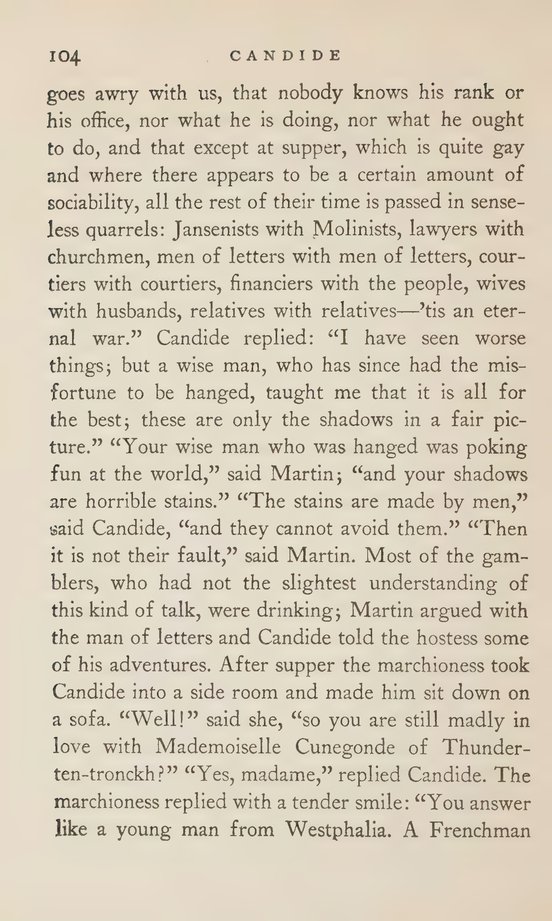 104 CANDIDE
goes awry with us, that nobody knows his rank or
his office, nor what he is doing, nor what he ought
to do, and that except at supper, which is quite gay
and where there appears to be a certain amount of
sociability, all the rest of their time is passed in sense-
less quarrels: Jansenists with Molinists, lawyers with
churchmen, men of letters with men of letters, cour-
tiers with courtiers, financiers with the people, wives
with husbands, relatives with relatives—’tis an eter-
nal war.” Candide replied: “I have seen worse
things; but a wise man, who has since had the mis-
fortune to be hanged, taught me that it is all for
the best; these are only the shadows in a fair pic-
ture.” “Your wise man who was hanged was poking
fun at the world,” said Martin; “and your shadows
are horrible stains.” “The stains are made by men,”
said Candide, “and they cannot avoid them.” “Then
it is not their fault,” said Martin. Most of the gam-
blers, who had not the slightest understanding of
this kind of talk, were drinking; Martin argued with
the man of letters and Candide told the hostess some
of his adventures. After supper the marchioness took
Candide into a side room and made him sit down on
a sofa. “Well!” said she, “so you are still madly in
love with Mademoiselle Cunegonde of Thunder-
ten-tronckh?” “Yes, madame,” replied Candide. The
marchioness replied with a tender smile: “You answer
like a young man from Westphalia. A Frenchman